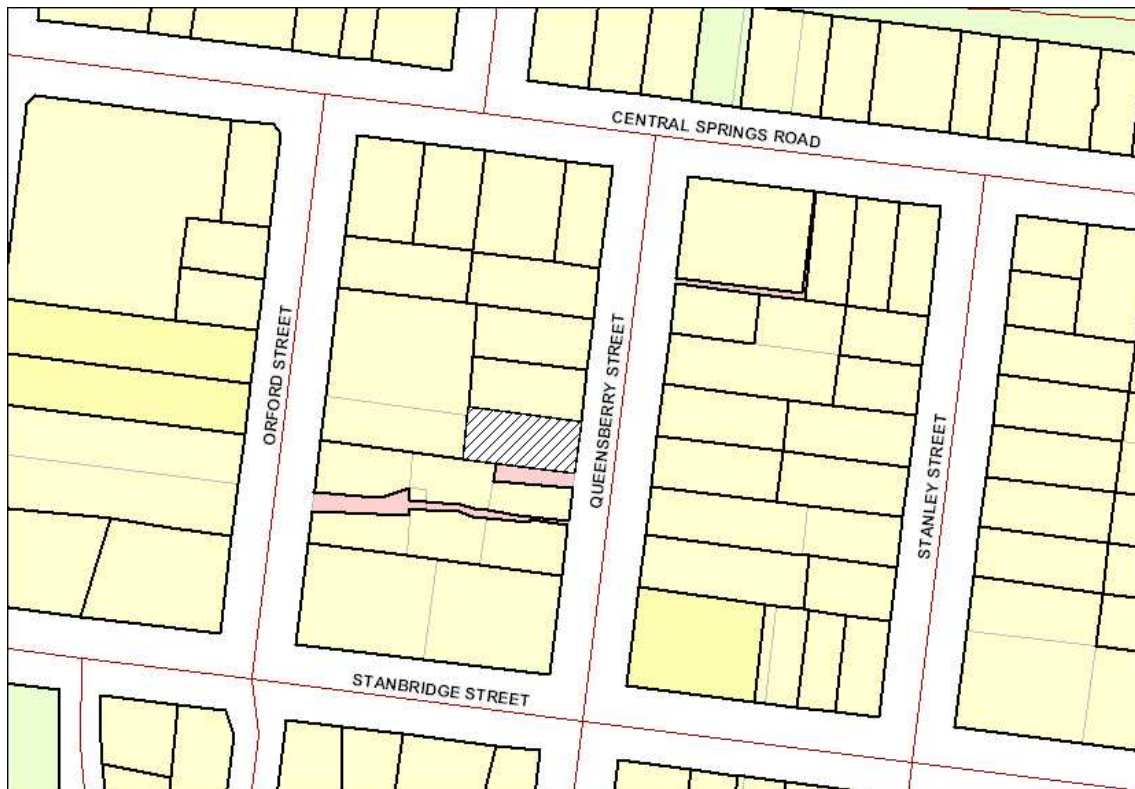 CENTRAL SPRINGS ROAD
ORFORD STREET
QUEENSBERRY STREET
STANLEY STREET
STANBRIDGE STREET